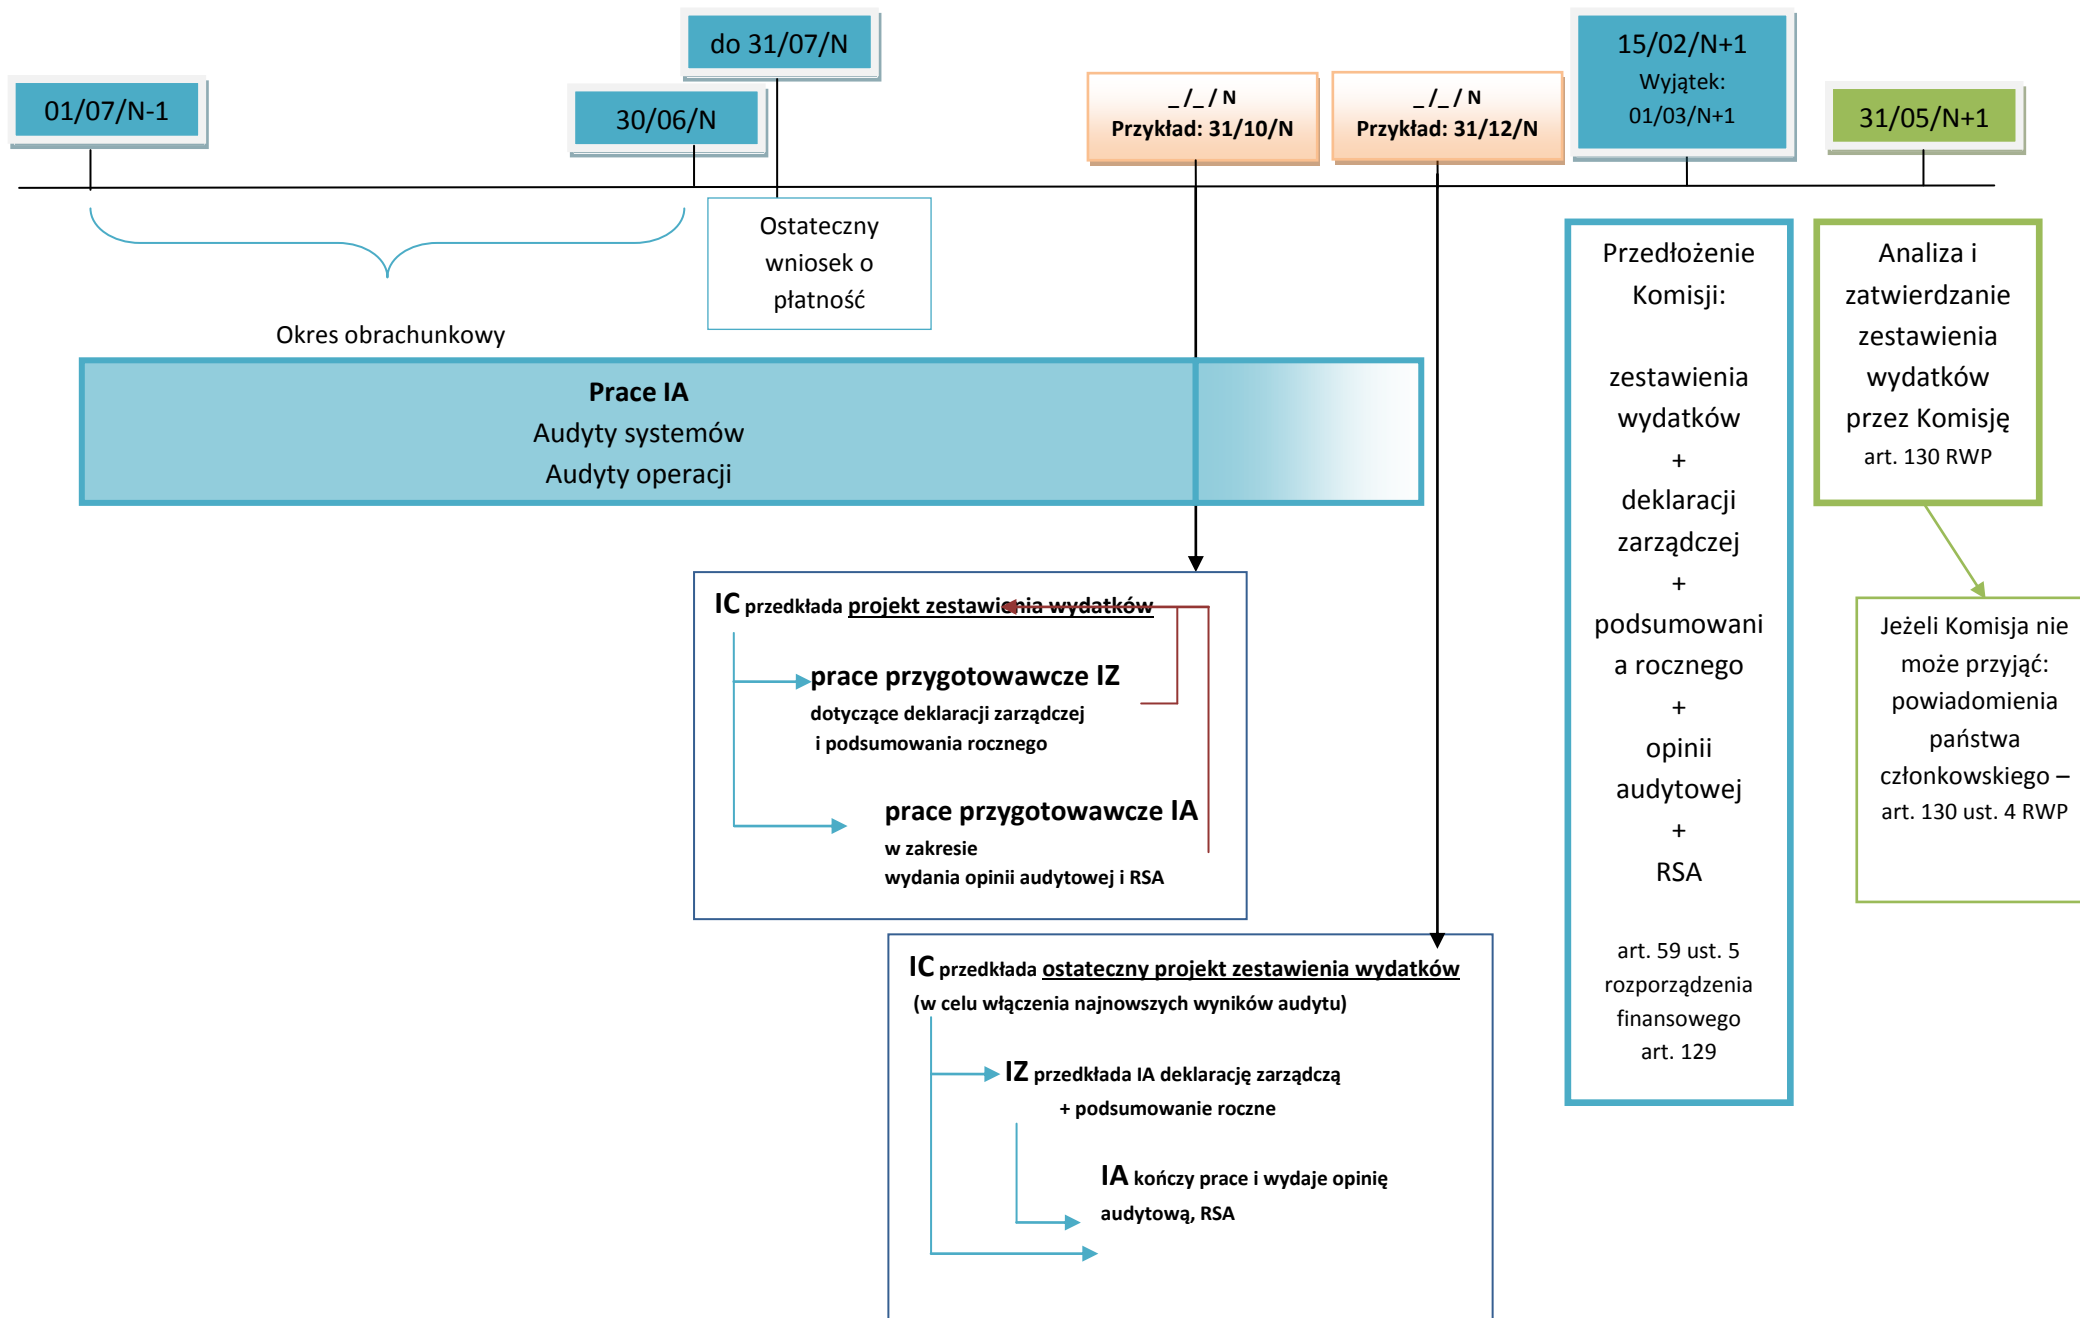 01/07/N-1
30/06/N
do 31/07/N
_ /_ / N
Przykład: 31/10/N
_ /_ / N
Przykład: 31/12/N
15/02/N+1
Wyjątek:
01/03/N+1
31/05/N+1
Okres obrachunkowy
Ostateczny
wniosek o
płatność
Prace IA
Audyty systemów
Audyty operacji
IC przedkłada projekt zestawienia wydatków
prace przygotowawcze IZ
dotyczące deklaracji zarządczej
i podsumowania rocznego
prace przygotowawcze IA
w zakresie
wydania opinii audytowej i RSA
IC przedkłada ostateczny projekt zestawienia wydatków
(w celu włączenia najnowszych wyników audytu)
IZ przedkłada IA deklarację zarządczą
+ podsumowanie roczne
IA kończy prace i wydaje opinię
audytową, RSA
Przedłożenie
Komisji:
zestawienia
wydatków
+
deklaracji
zarządczej
+
podsumowani
a rocznego
+
opinii
audytowej
+
RSA
art. 59 ust. 5
rozporządzenia
finansowego
art. 129
Analiza i
zatwierdzanie
zestawienia
wydatków
przez Komisję
art. 130 RWP
Jeżeli Komisja nie
może przyjąć:
powiadomienia
państwa
członkowskiego –
art. 130 ust. 4 RWP